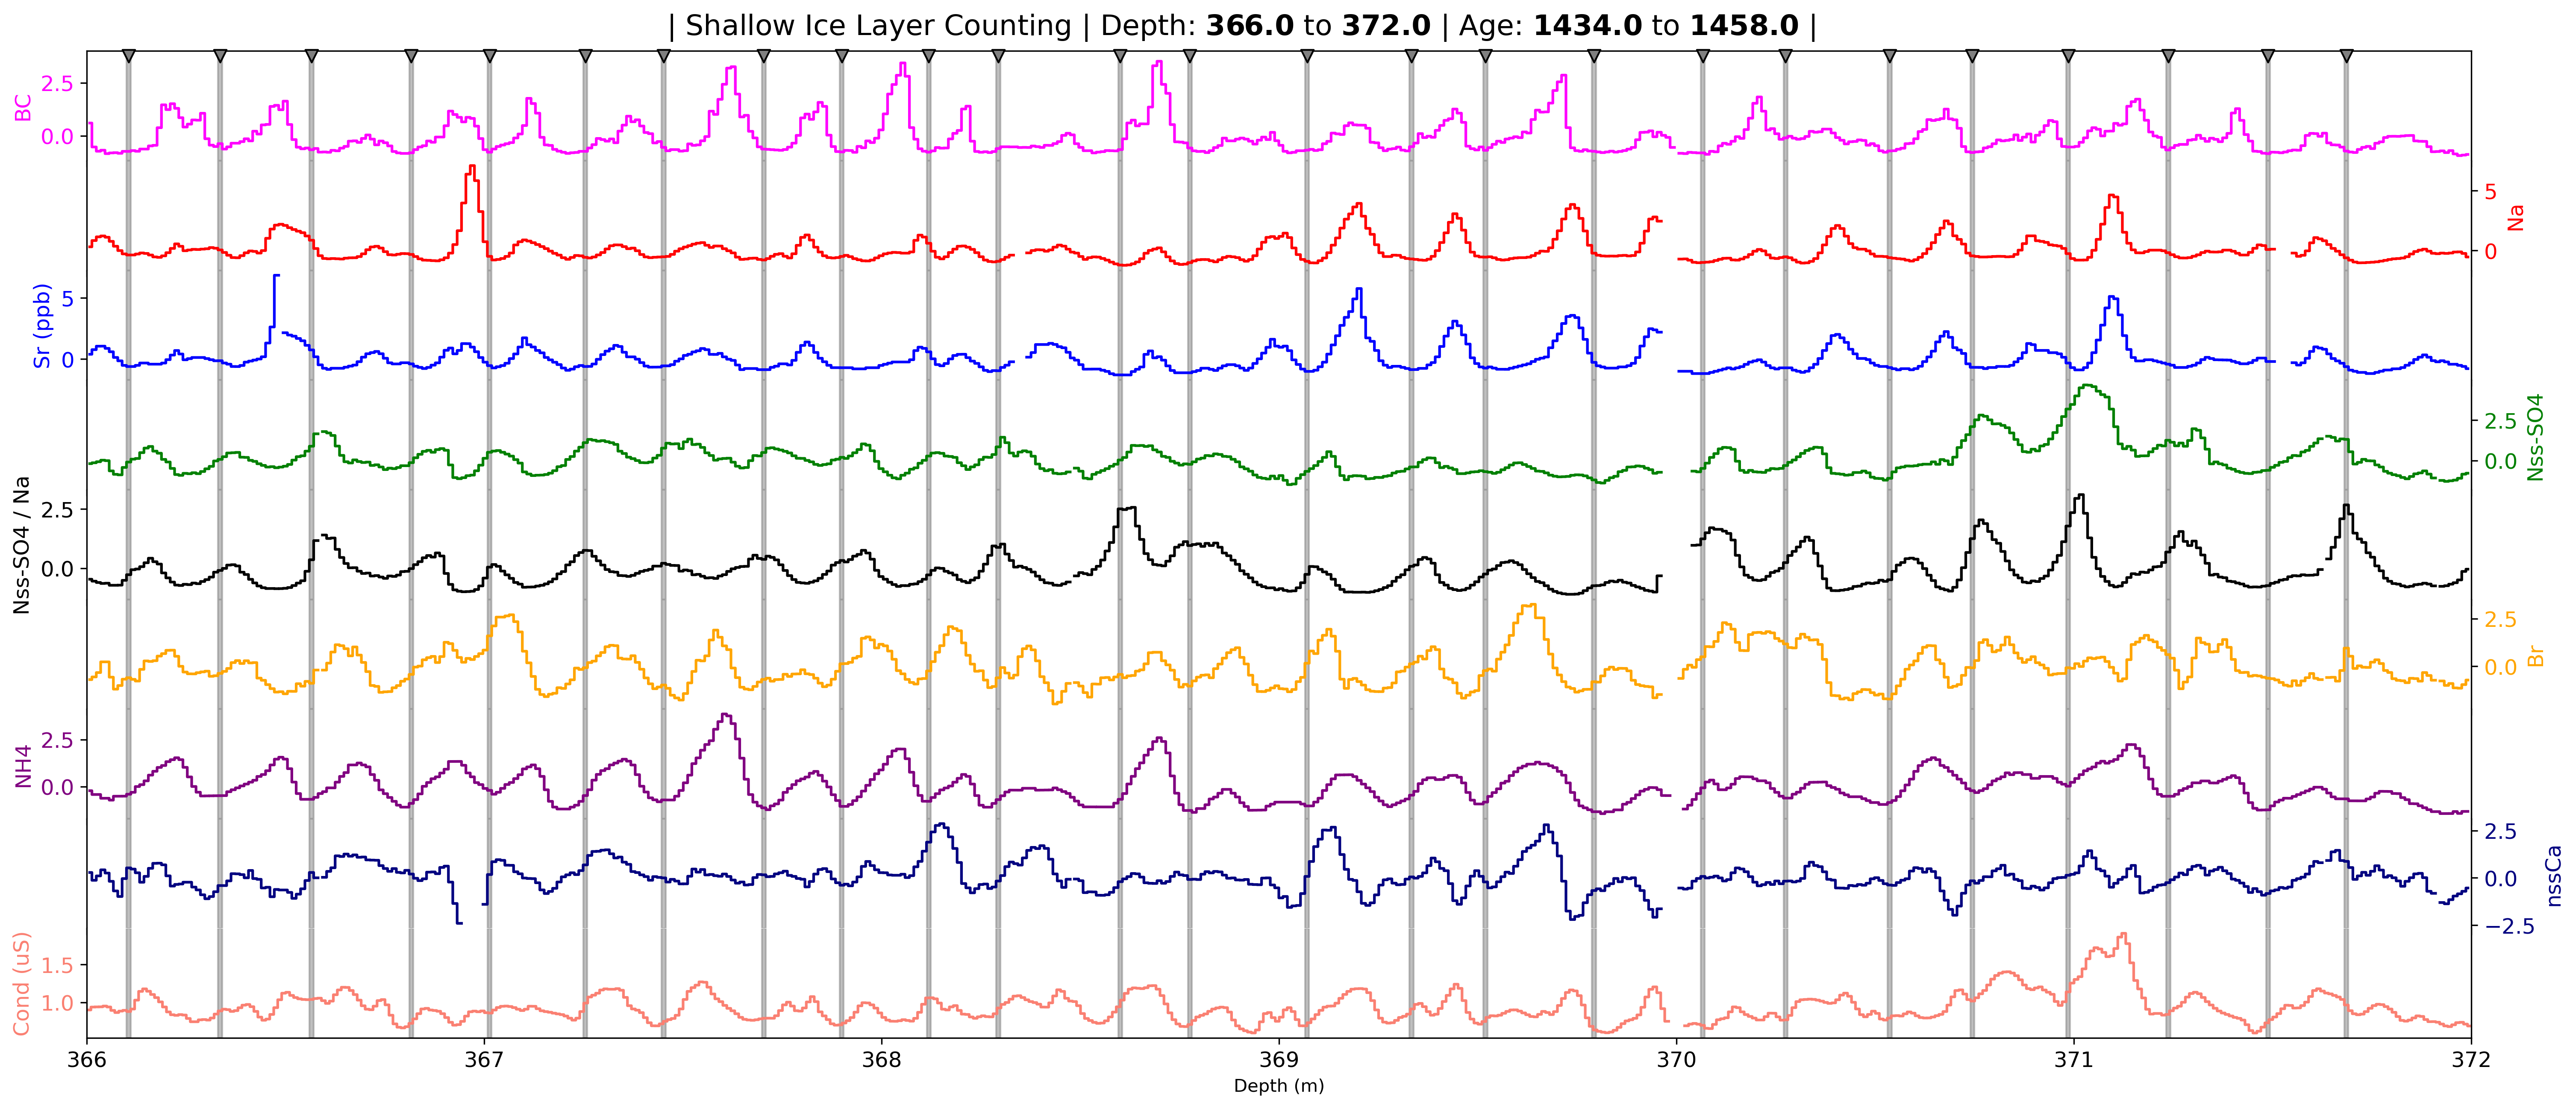 | Shallow Ice Layer Counting | Depth: 366.0 to 372.0 | Age: 1434.0 to 1458.0 |
BC
2.5
0.0
5
0
Na
Sr (ppb)
5
0
2.5
0.0
Nss-SO4
Nss-SO4 / Na
2.5
0.0
2.5
0.0
Br
NH4
2.5
0.0
2.5
0.0
−2.5
nssCa
Cond (uS)
1.5
1.0
366 367 368 369 370 371 372
Depth (m)